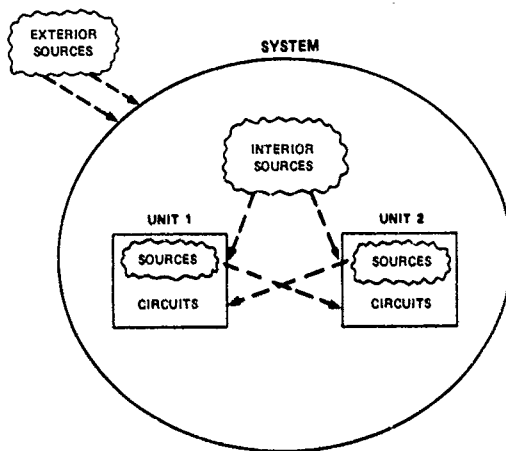 EXTERIOR
SOURCES
SYSTEM
INTERIOR
SOURCES
UNIT 1
UNIT 2
SOURCES
SOURCES
CIRCUITS
CIRCUITS